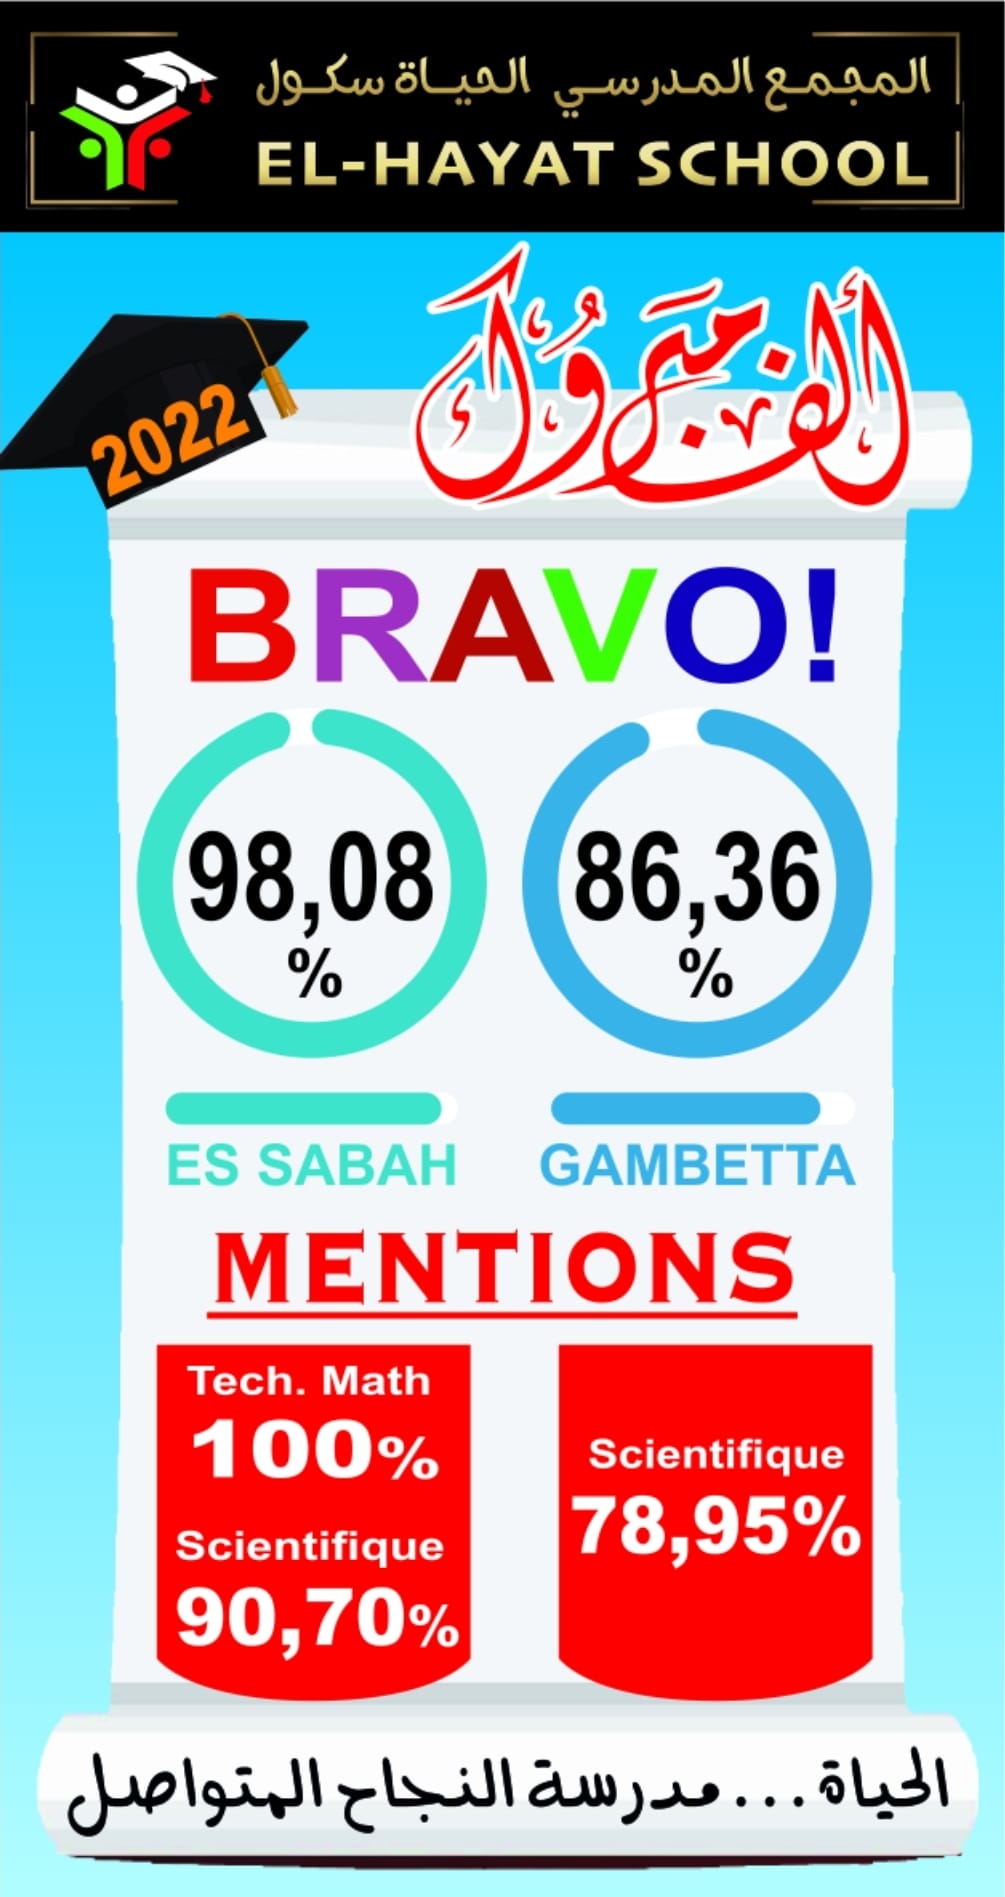 المجمع المدرسي الحياة سكول
EL-HAYAT SCHOOL
ألف مبروك
2022
BRAVO!
98,08
%
86,36
%
ES SABAH
GAMBETTA
MENTIONS
Tech. Math
100%
Scientifique
90,70%
Scientifique
78,95%
الحياة...مدرسة النجاح المتواصل